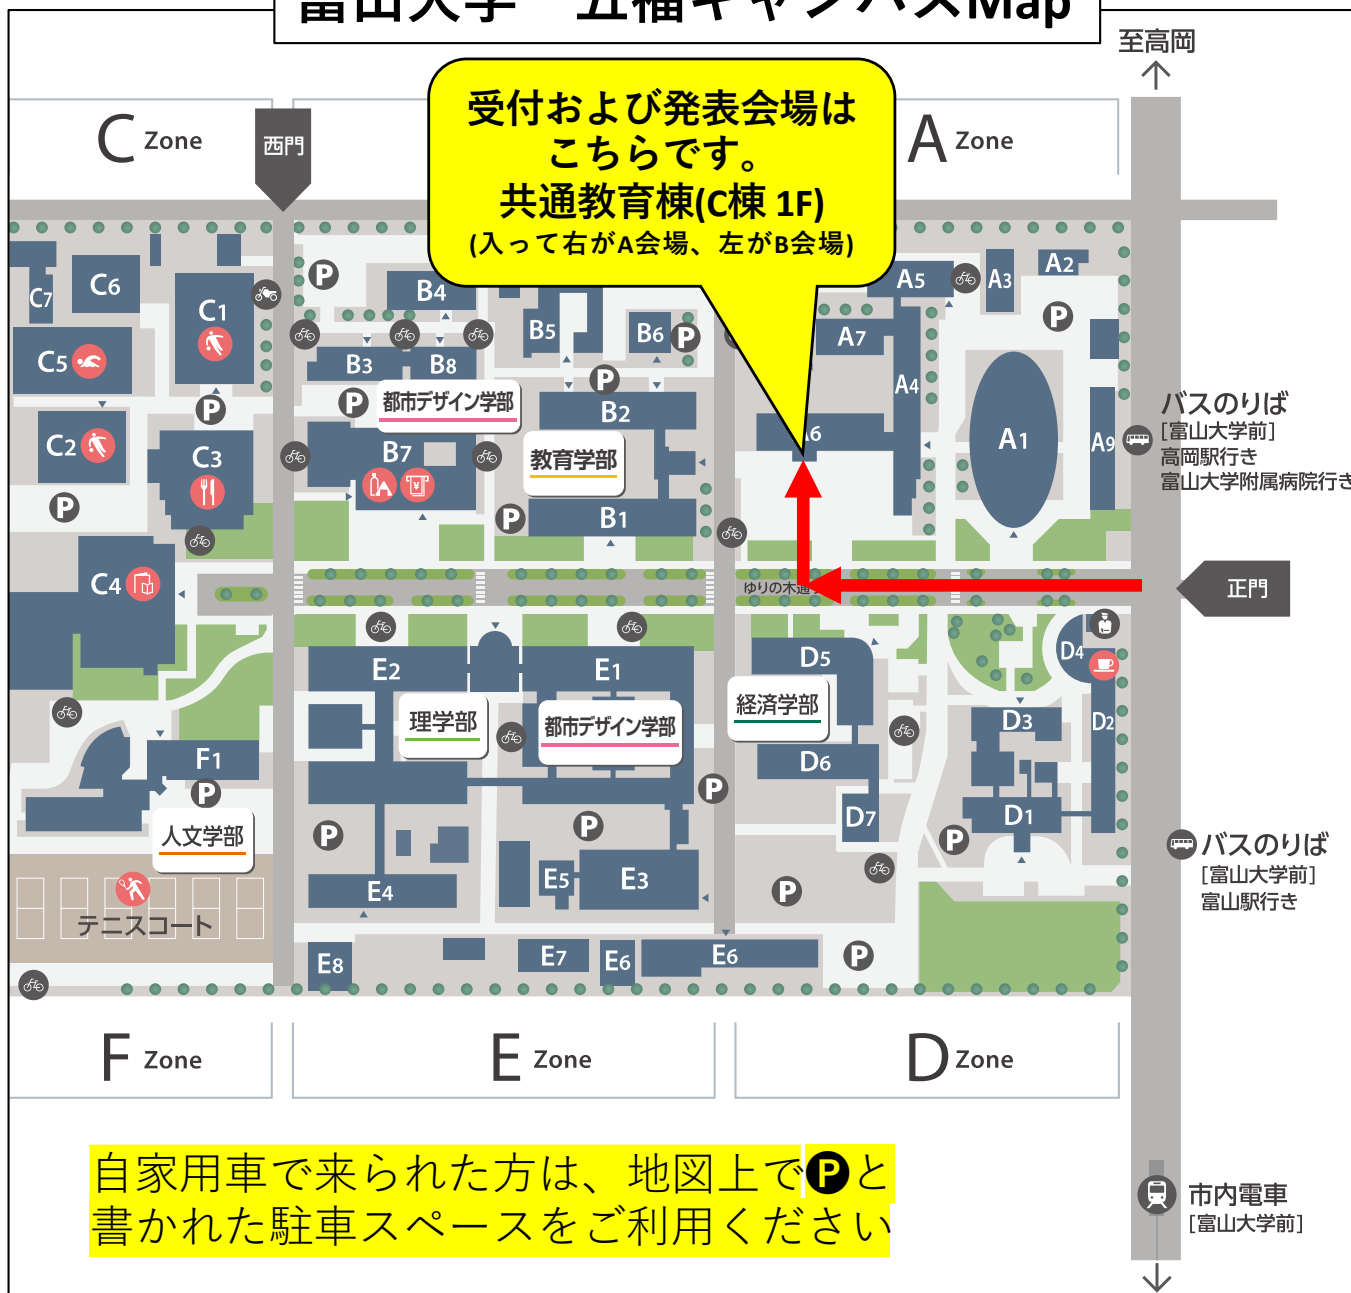 富山大学 五福キャンパスMap
至高岡
C Zone
西門
受付および発表会場は
こちらです。
共通教育棟(C棟 1F)
(入って右がA会場、左がB会場)
A Zone
C7
C6
C1
P
B4
B5
B6
P
A5
A3
A2
P
C5
B3
B8
A7
A4
P
P
P
都市デザイン学部
B2
A6
A1
A9
バスのりば
[富山大学前]
高岡駅行き
富山大学附属病院行き
C2
C3
B7
教育学部
P
P
B1
C4
ゆりの木通
正門
E2
E1
D5
D4
理学部
都市デザイン学部
経済学部
D3
D2
F1
P
D6
P
人文学部
P
P
D7
D1
P
バスのりば
[富山大学前]
富山駅行き
E4
E5
E3
P
テニスコート
E8
E7
E6
E6
P
F Zone
E Zone
D Zone
自家用車で来られた方は、地図上でPと
書かれた駐車スペースをご利用ください
市内電車
[富山大学前]